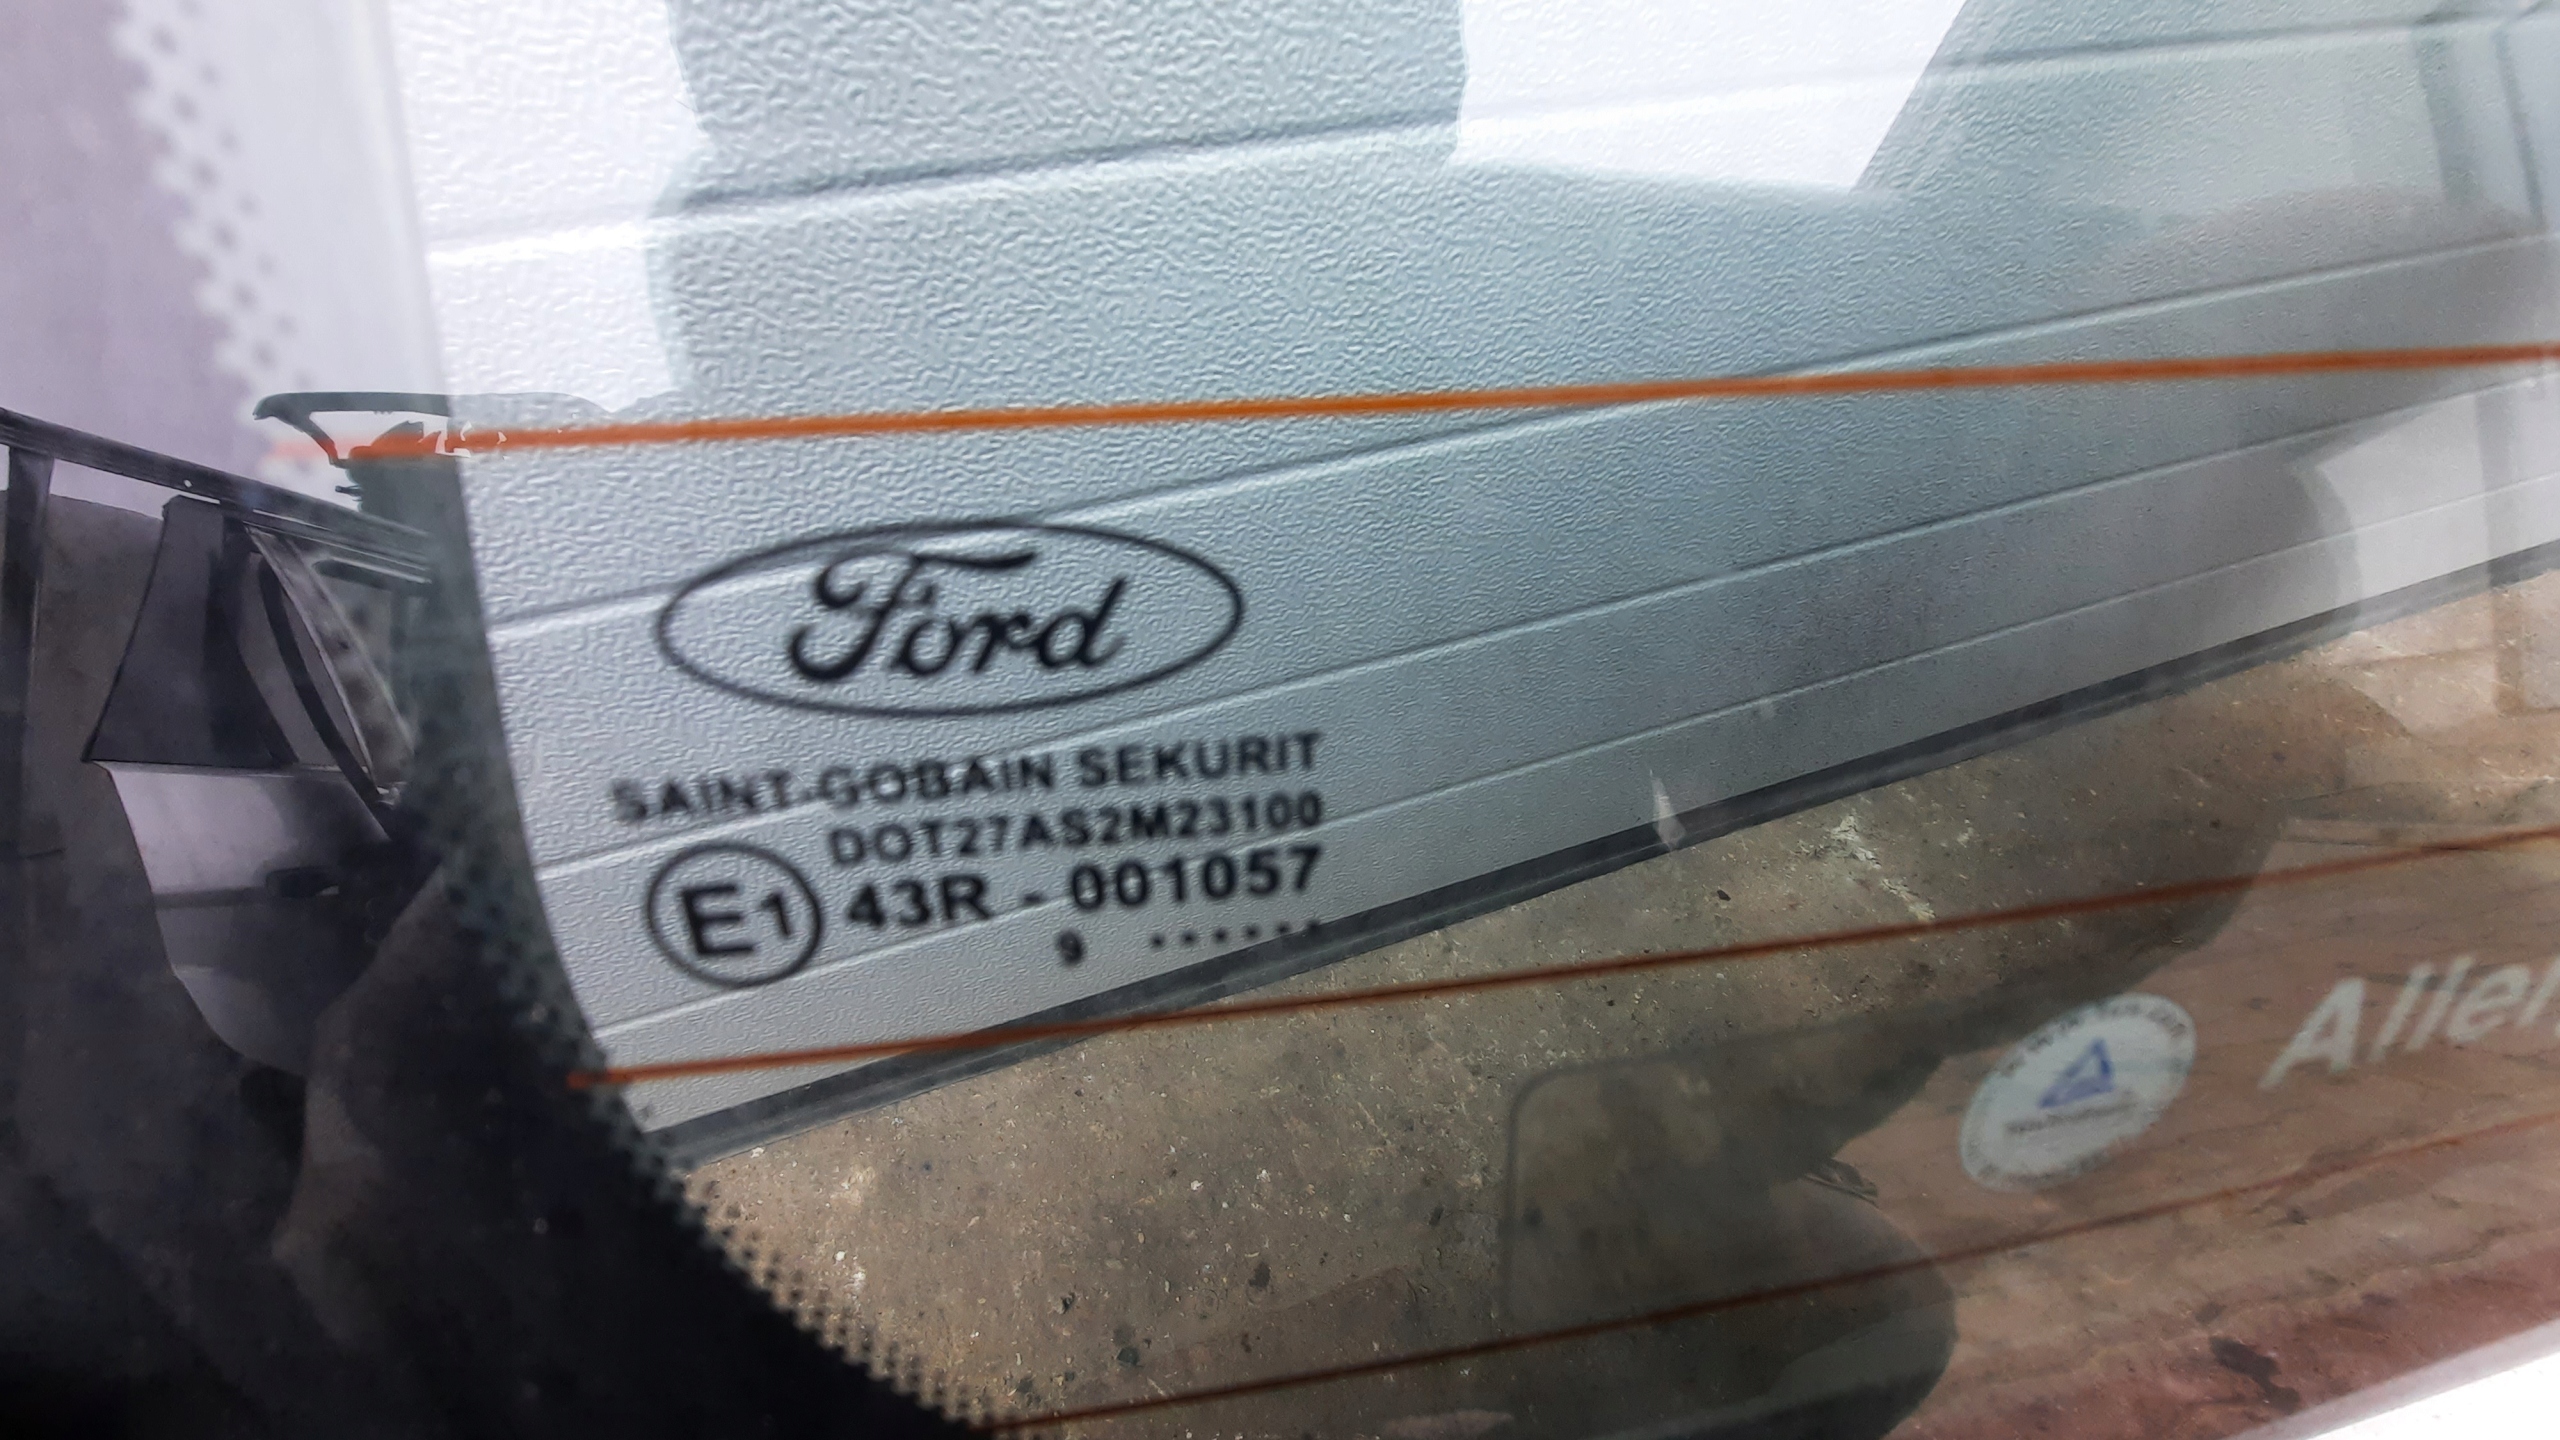 Ford
SAINT-GOBAIN SEKURIT
DOT27AS2M23100
E1 43R - 001057
9 ......